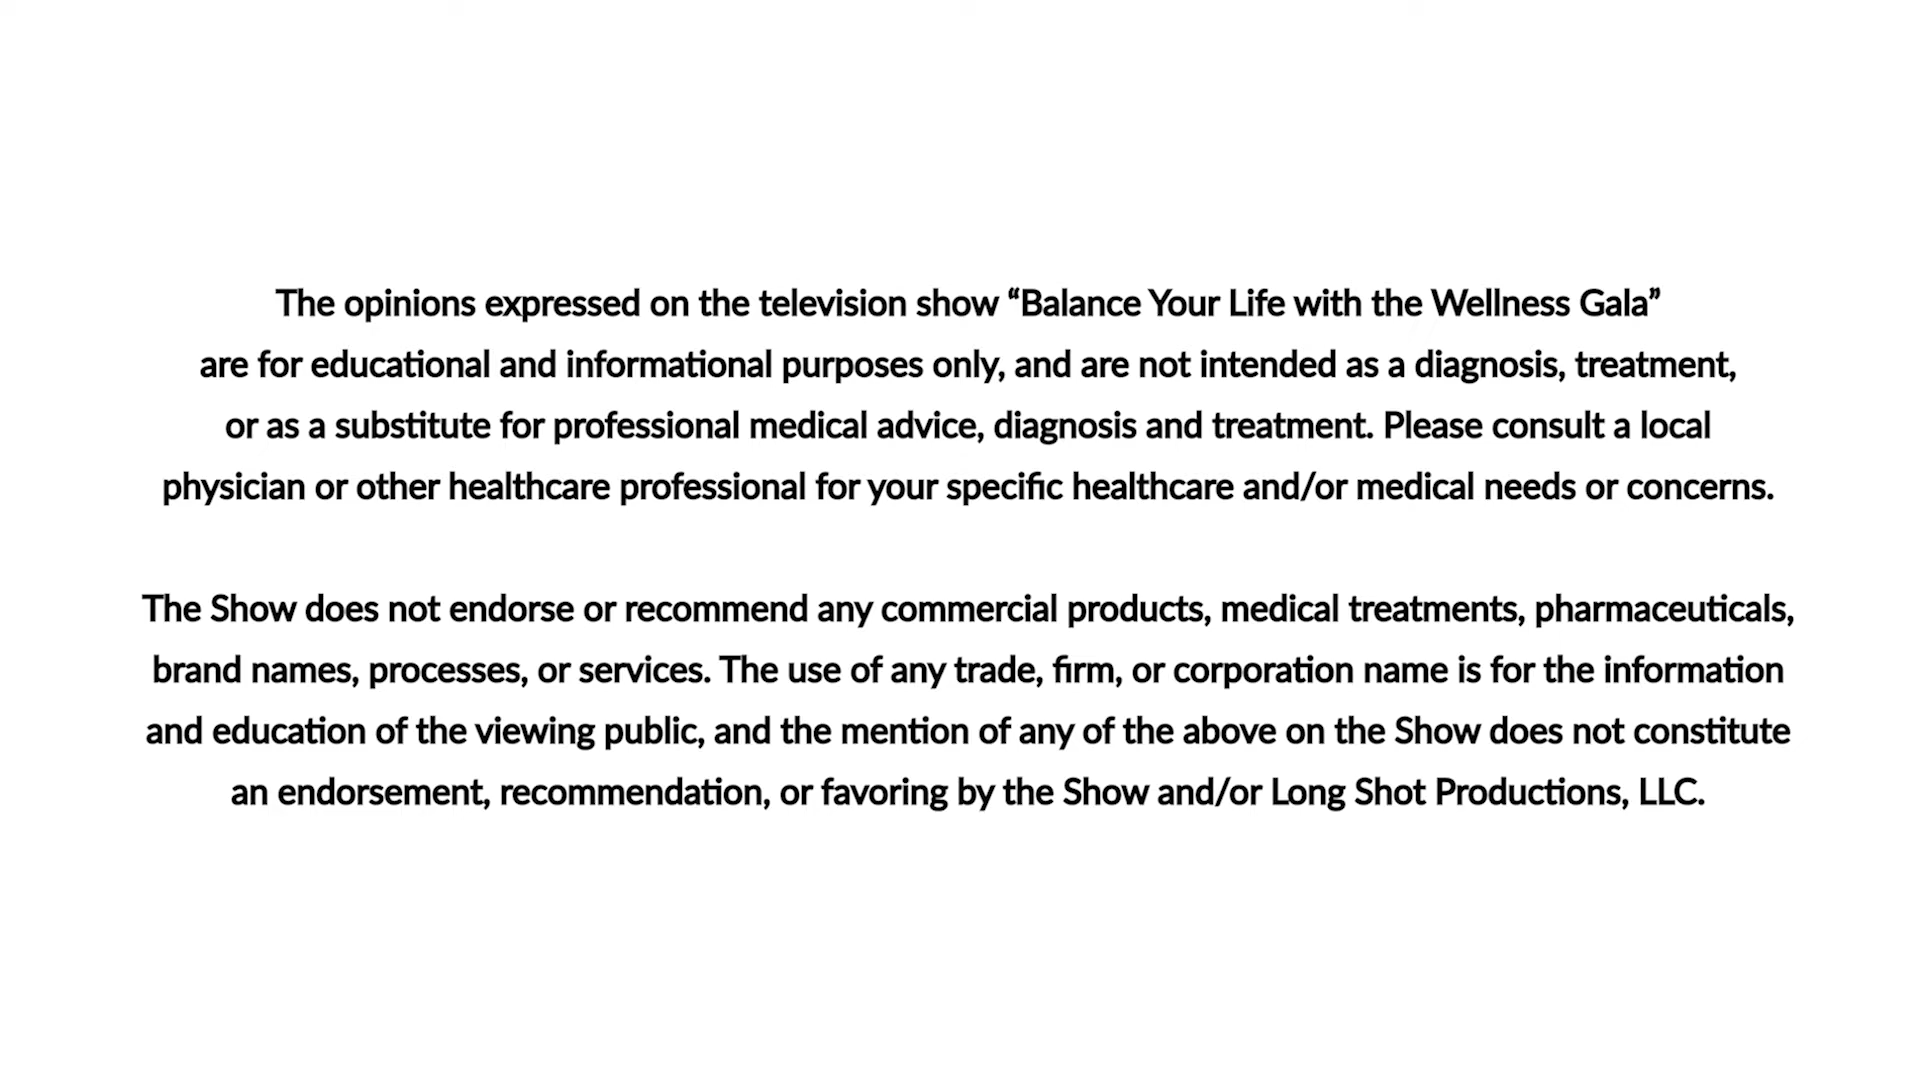 The opinions expressed on the television show “Balance Your Life with the Wellness Gala”
are for educational and informational purposes only, and are not intended as a diagnosis, treatment,
or as a substitute for professional medical advice, diagnosis and treatment. Please consult a local
physician or other healthcare professional for your specific healthcare and/or medical needs or concerns.
The Show does not endorse or recommend any commercial products, medical treatments, pharmaceuticals,
brand names, processes, or services. The use of any trade, firm, or corporation name is for the information
and education of the viewing public, and the mention of any of the above on the Show does not constitute
an endorsement, recommendation, or favoring by the Show and/or Long Shot Productions, LLC.